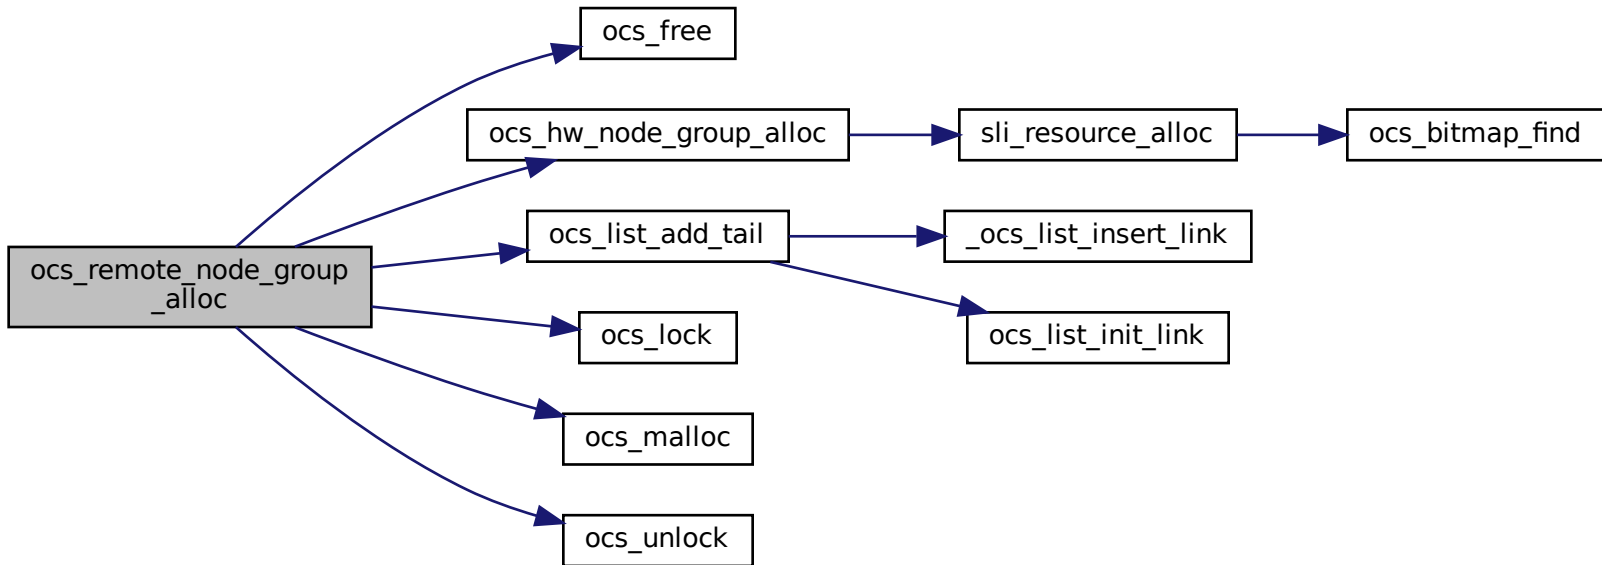 ocs_free
ocs_hw_node_group_alloc
sli_resource_alloc
ocs_bitmap_find
ocs_list_add_tail
_ocs_list_insert_link
ocs_remote_node_group
_alloc
ocs_lock
ocs_list_init_link
ocs_malloc
ocs_unlock